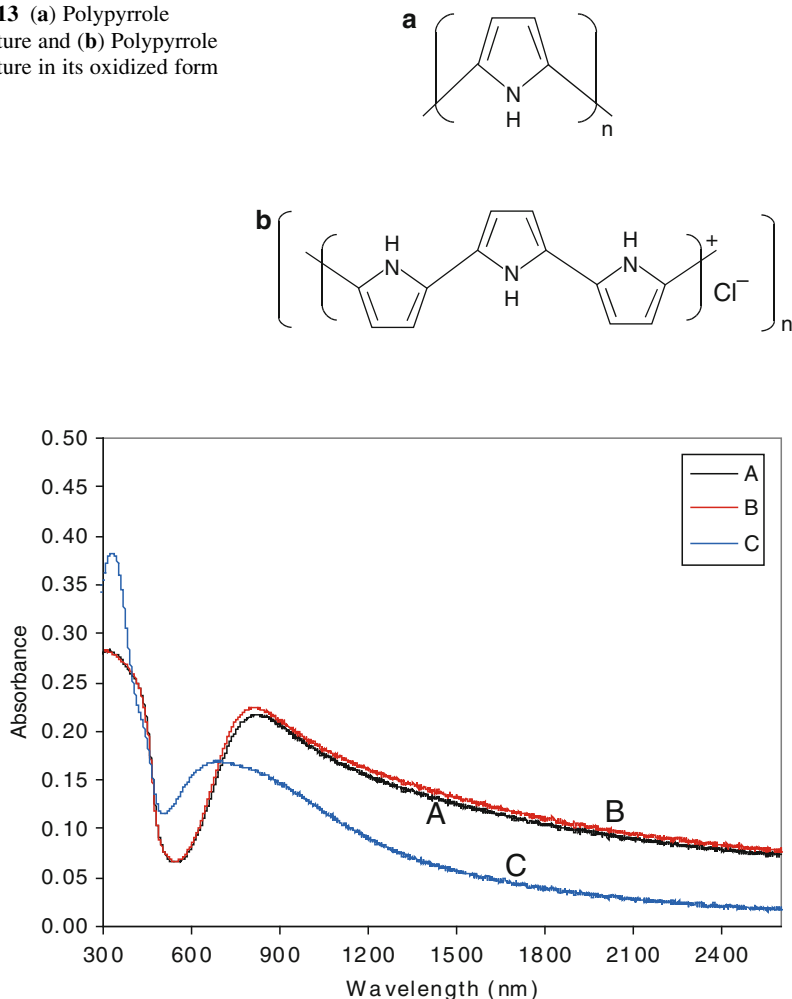 13 (a) Polypyrrole
ture and (b) Polypyrrole
ture in its oxidized form
a
N
H
n
b
H
N
N
H
H
N
+
Cl–
n
0.50
0.45
0.40
0.35
0.30
0.25
0.20
0.15
0.10
0.05
0.00
Absorbance
A
B
C
A
B
C
300 600 900 1200 1500 1800 2100 2400
Wavelength (nm)